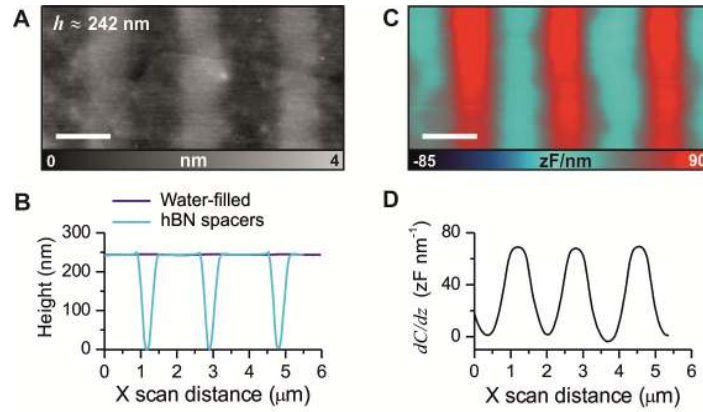 A
h ≈ 242 nm
0 nm 4
B
Water-filled
hBN spacers
Height (nm)
300
200
100
0
0 1 2 3 4 5 6
X scan distance (μm)
C
-85 zF/nm 90
D
dC/dz (zF nm⁻¹)
80
40
0
0 1 2 3 4 5 6
X scan distance (μm)